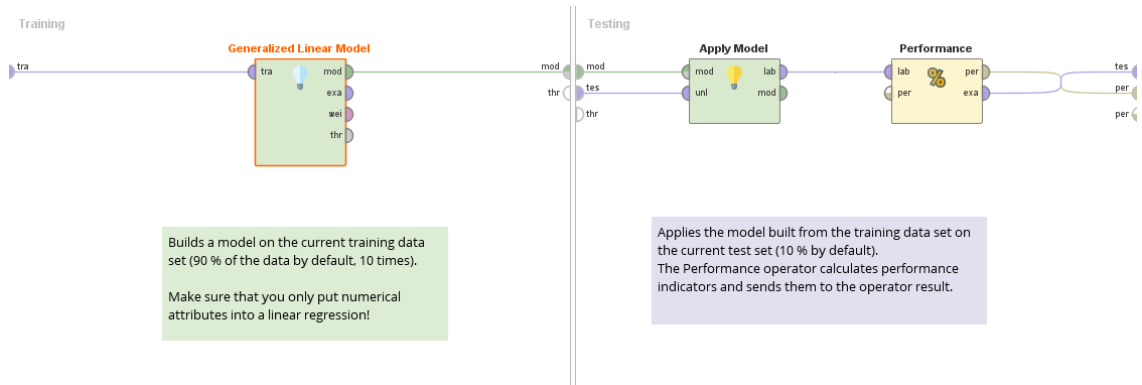 Training
Generalized Linear Model
tra
tra
mod
exa
wei
thr
mod
thr
Builds a model on the current training data
set (90 % of the data by default, 10 times).
Make sure that you only put numerical
attributes into a linear regression!
Testing
Apply Model
Performance
mod
tes
thr
mod
unl
lab
mod
lab
per
per
exa
tes
per
per
Applies the model built from the training data set on
the current test set (10 % by default).
The Performance operator calculates performance
indicators and sends them to the operator result.